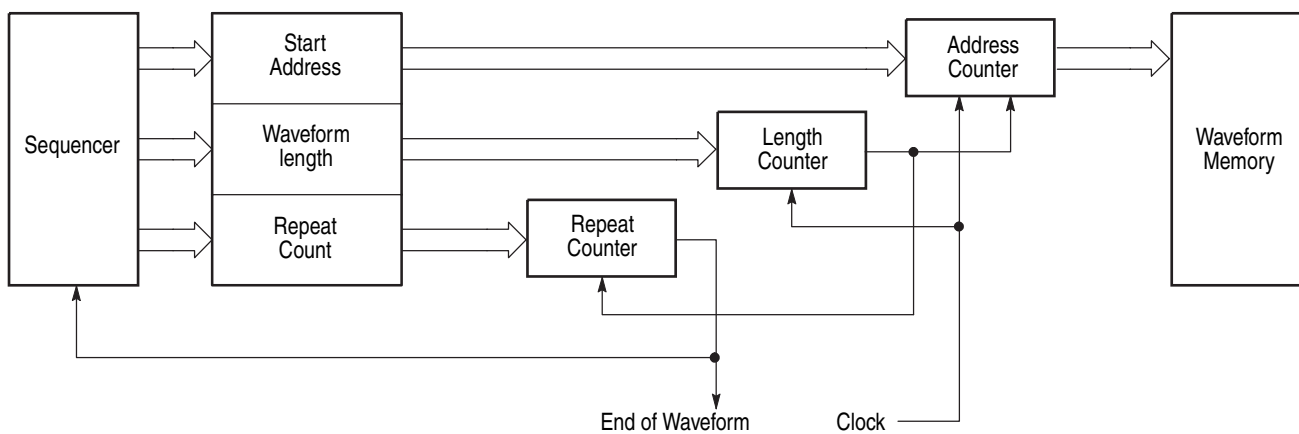 Sequencer
Start
Address
Waveform
length
Repeat
Count
Repeat
Counter
Length
Counter
Address
Counter
Waveform
Memory
End of Waveform
Clock